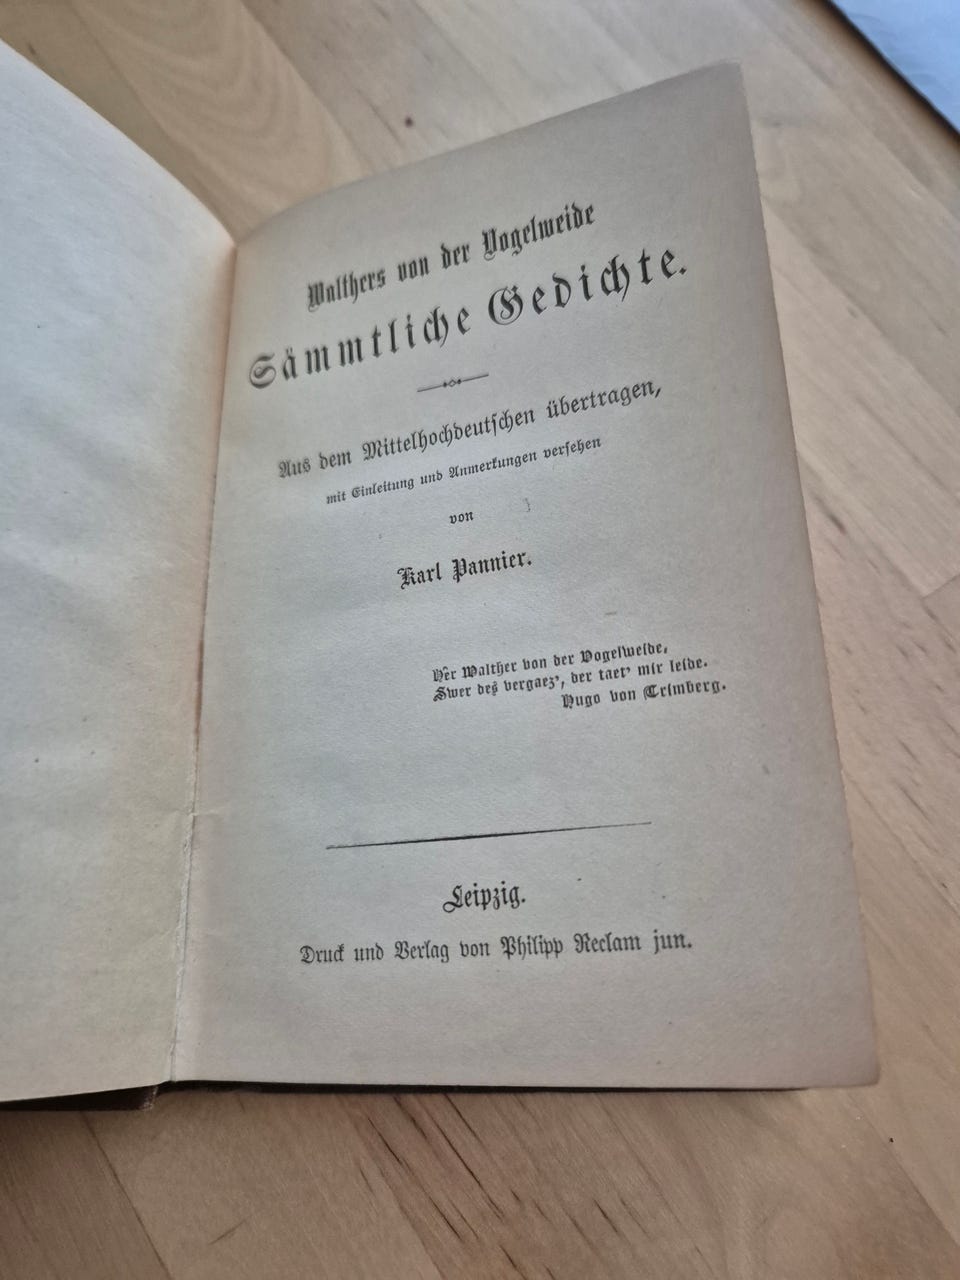 Walthers von der Vogelweide
Sämmtliche Gedichte.
Aus dem Mittelhochdeutschen übertragen,
mit Einleitung und Anmerkungen versehen
von
Karl Pannier.
Her Walther von der Vogelweide,
Swer des vergaez', der taet' mir leide.
Hugo von Trimberg.
Leipzig.
Druck und Verlag von Philipp Reclam jun.